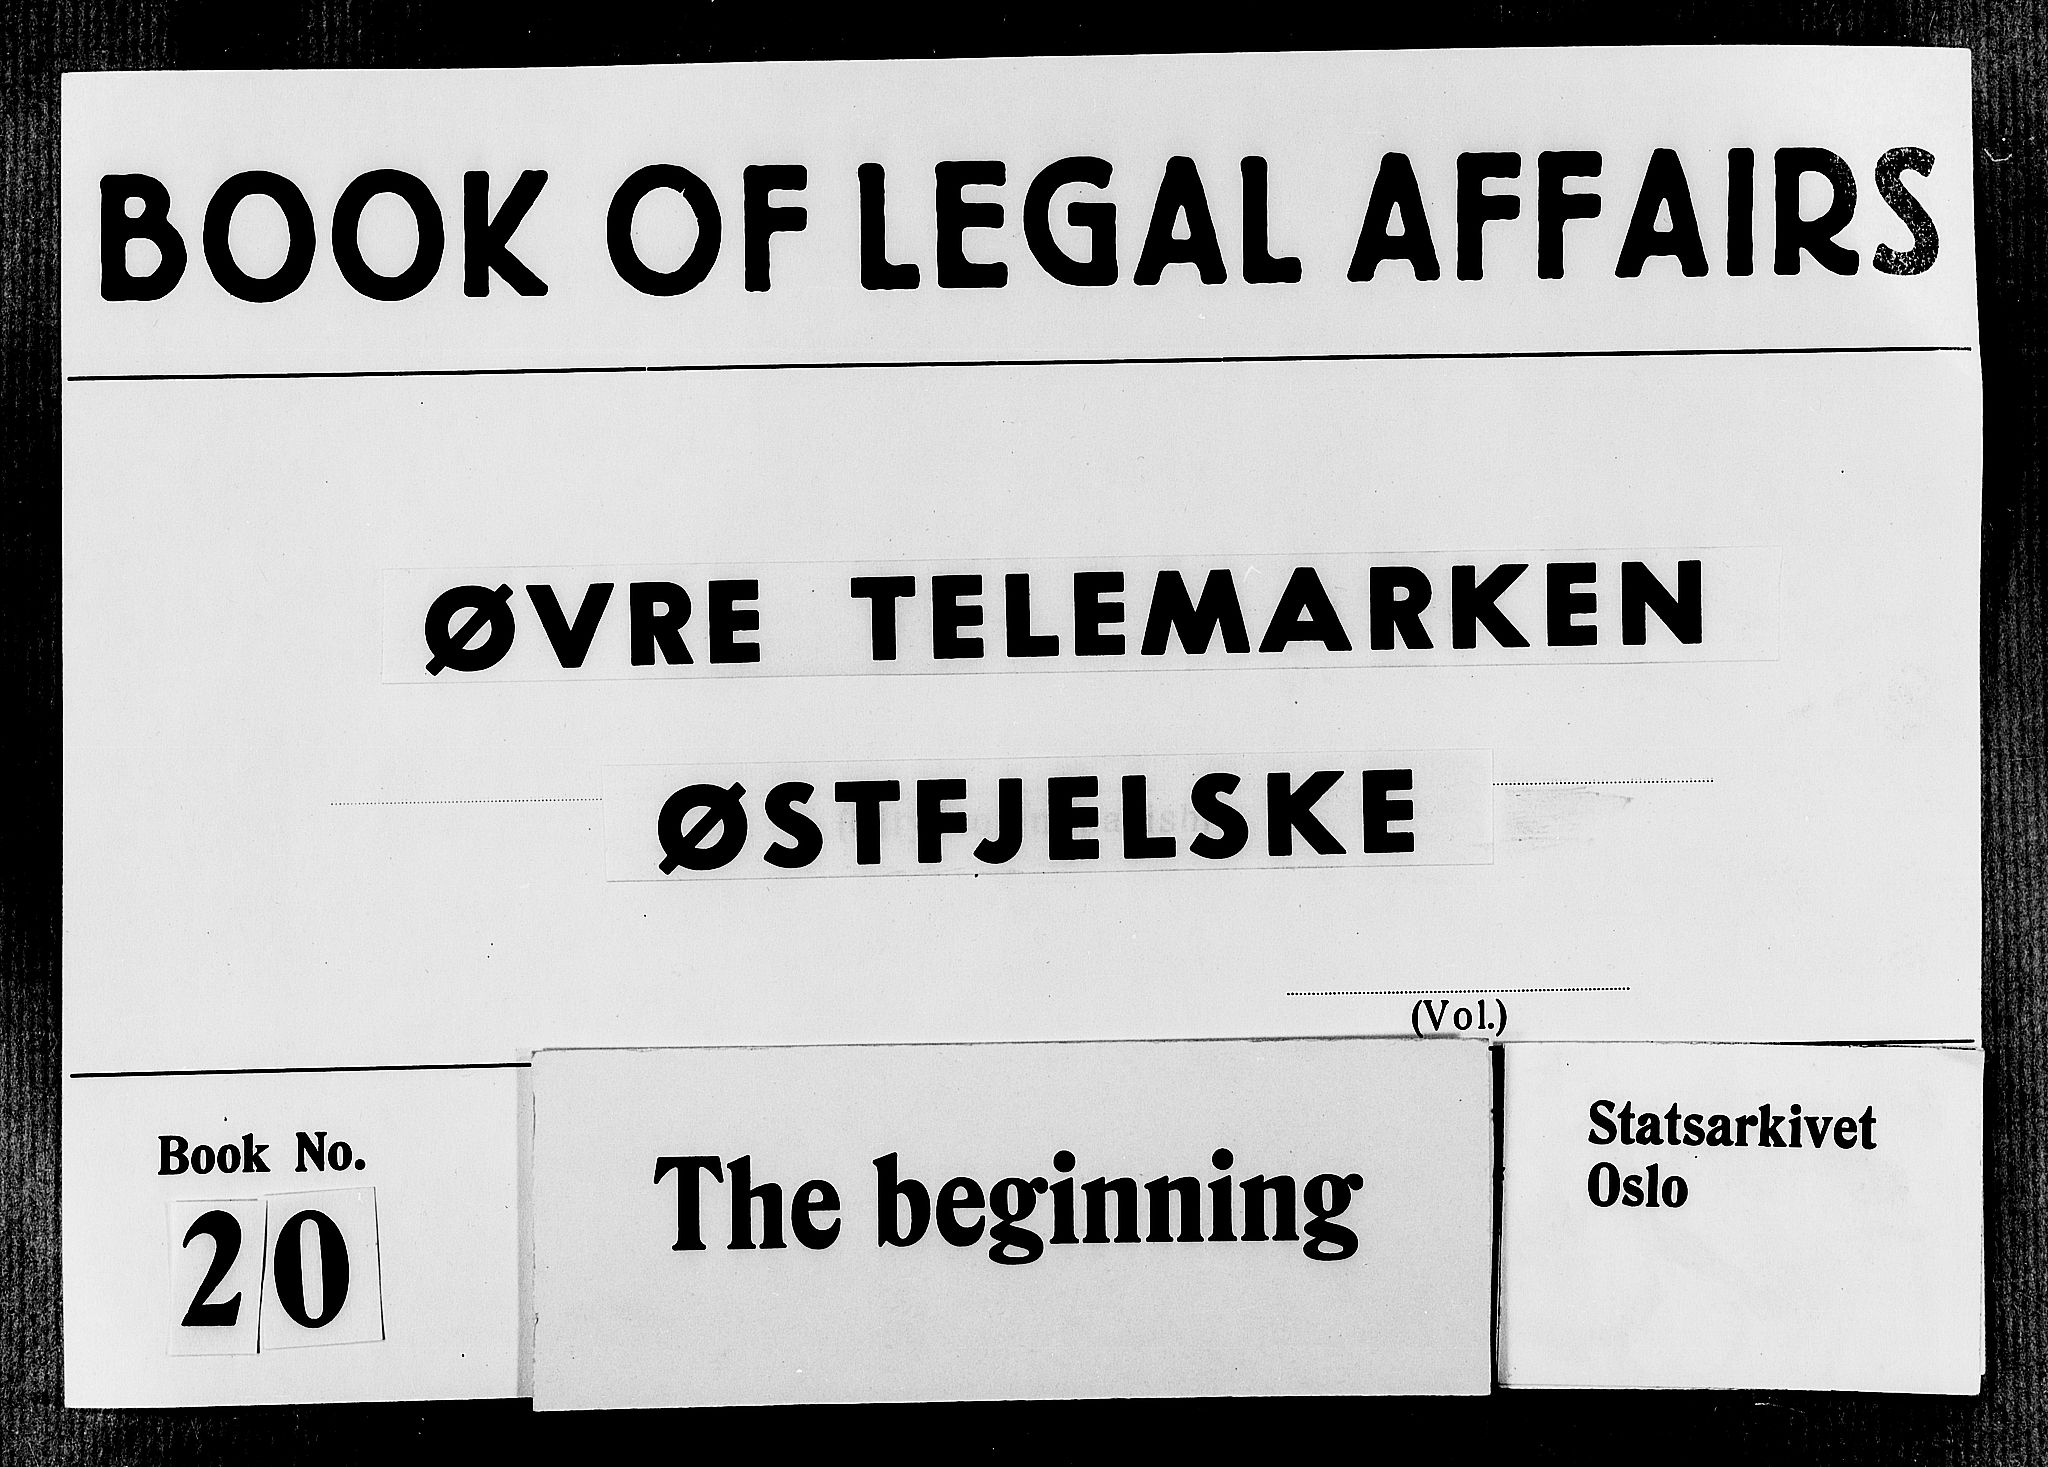 BOOK OF LEGAL AFFAIRS
ØVRE TELEMARKEN
ØSTFJELSKE
(Vol.)
Book No.
20
The beginning
Statsarkivet
Oslo